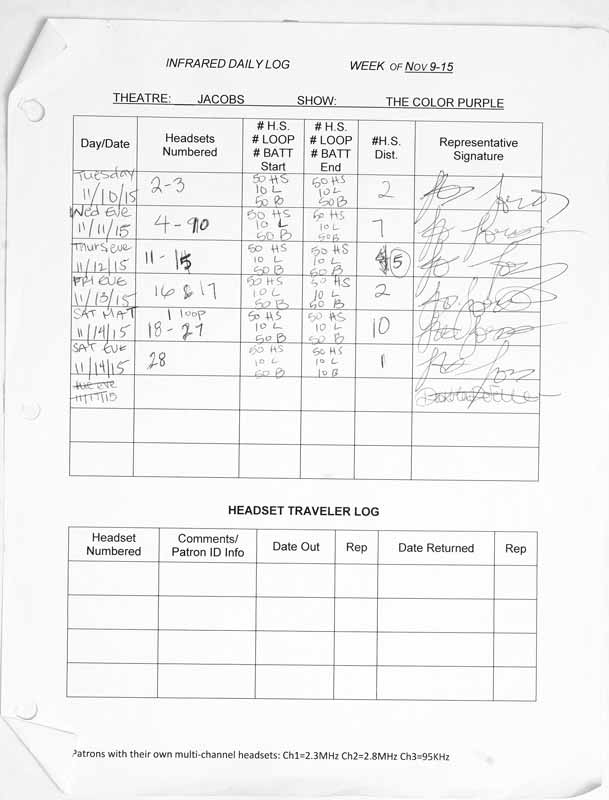 INFRARED DAILY LOG WEEK OF NOV 9-15
THEATRE: JACOBS SHOW: THE COLOR PURPLE
Day/Date Headsets Numbered # H.S. # LOOP # BATT Start # H.S. # LOOP # BATT End #H.S. Dist. Representative Signature
Tuesday 11/10/15 2-3 50 HS 10 L 50 B 50 HS 10 L 50 B 2
Wed Eve 11/11/15 4-10 50 HS 10 L 50 B 50 HS 10 L 50 B 7
Thurs eve 11/12/15 11-15 50 HS 10 L 50 B 50 HS 10 L 50 B 5
FRI EVE 11/13/15 16 & 17 50 HS 10 L 50 B 50 HS 10 L 50 B 2
SAT MAT 11/14/15 1 loop 18-27 50 HS 10 L 50 B 50 HS 10 L 50 B 10
SAT EVE 11/14/15 28 50 HS 10 L 50 B 50 HS 10 L 10 B 1
tue eve 11/17/15
HEADSET TRAVELER LOG
Headset Numbered Comments/ Patron ID Info Date Out Rep Date Returned Rep
Patrons with their own multi-channel headsets: Ch1=2.3MHz Ch2=2.8MHz Ch3=95KHz